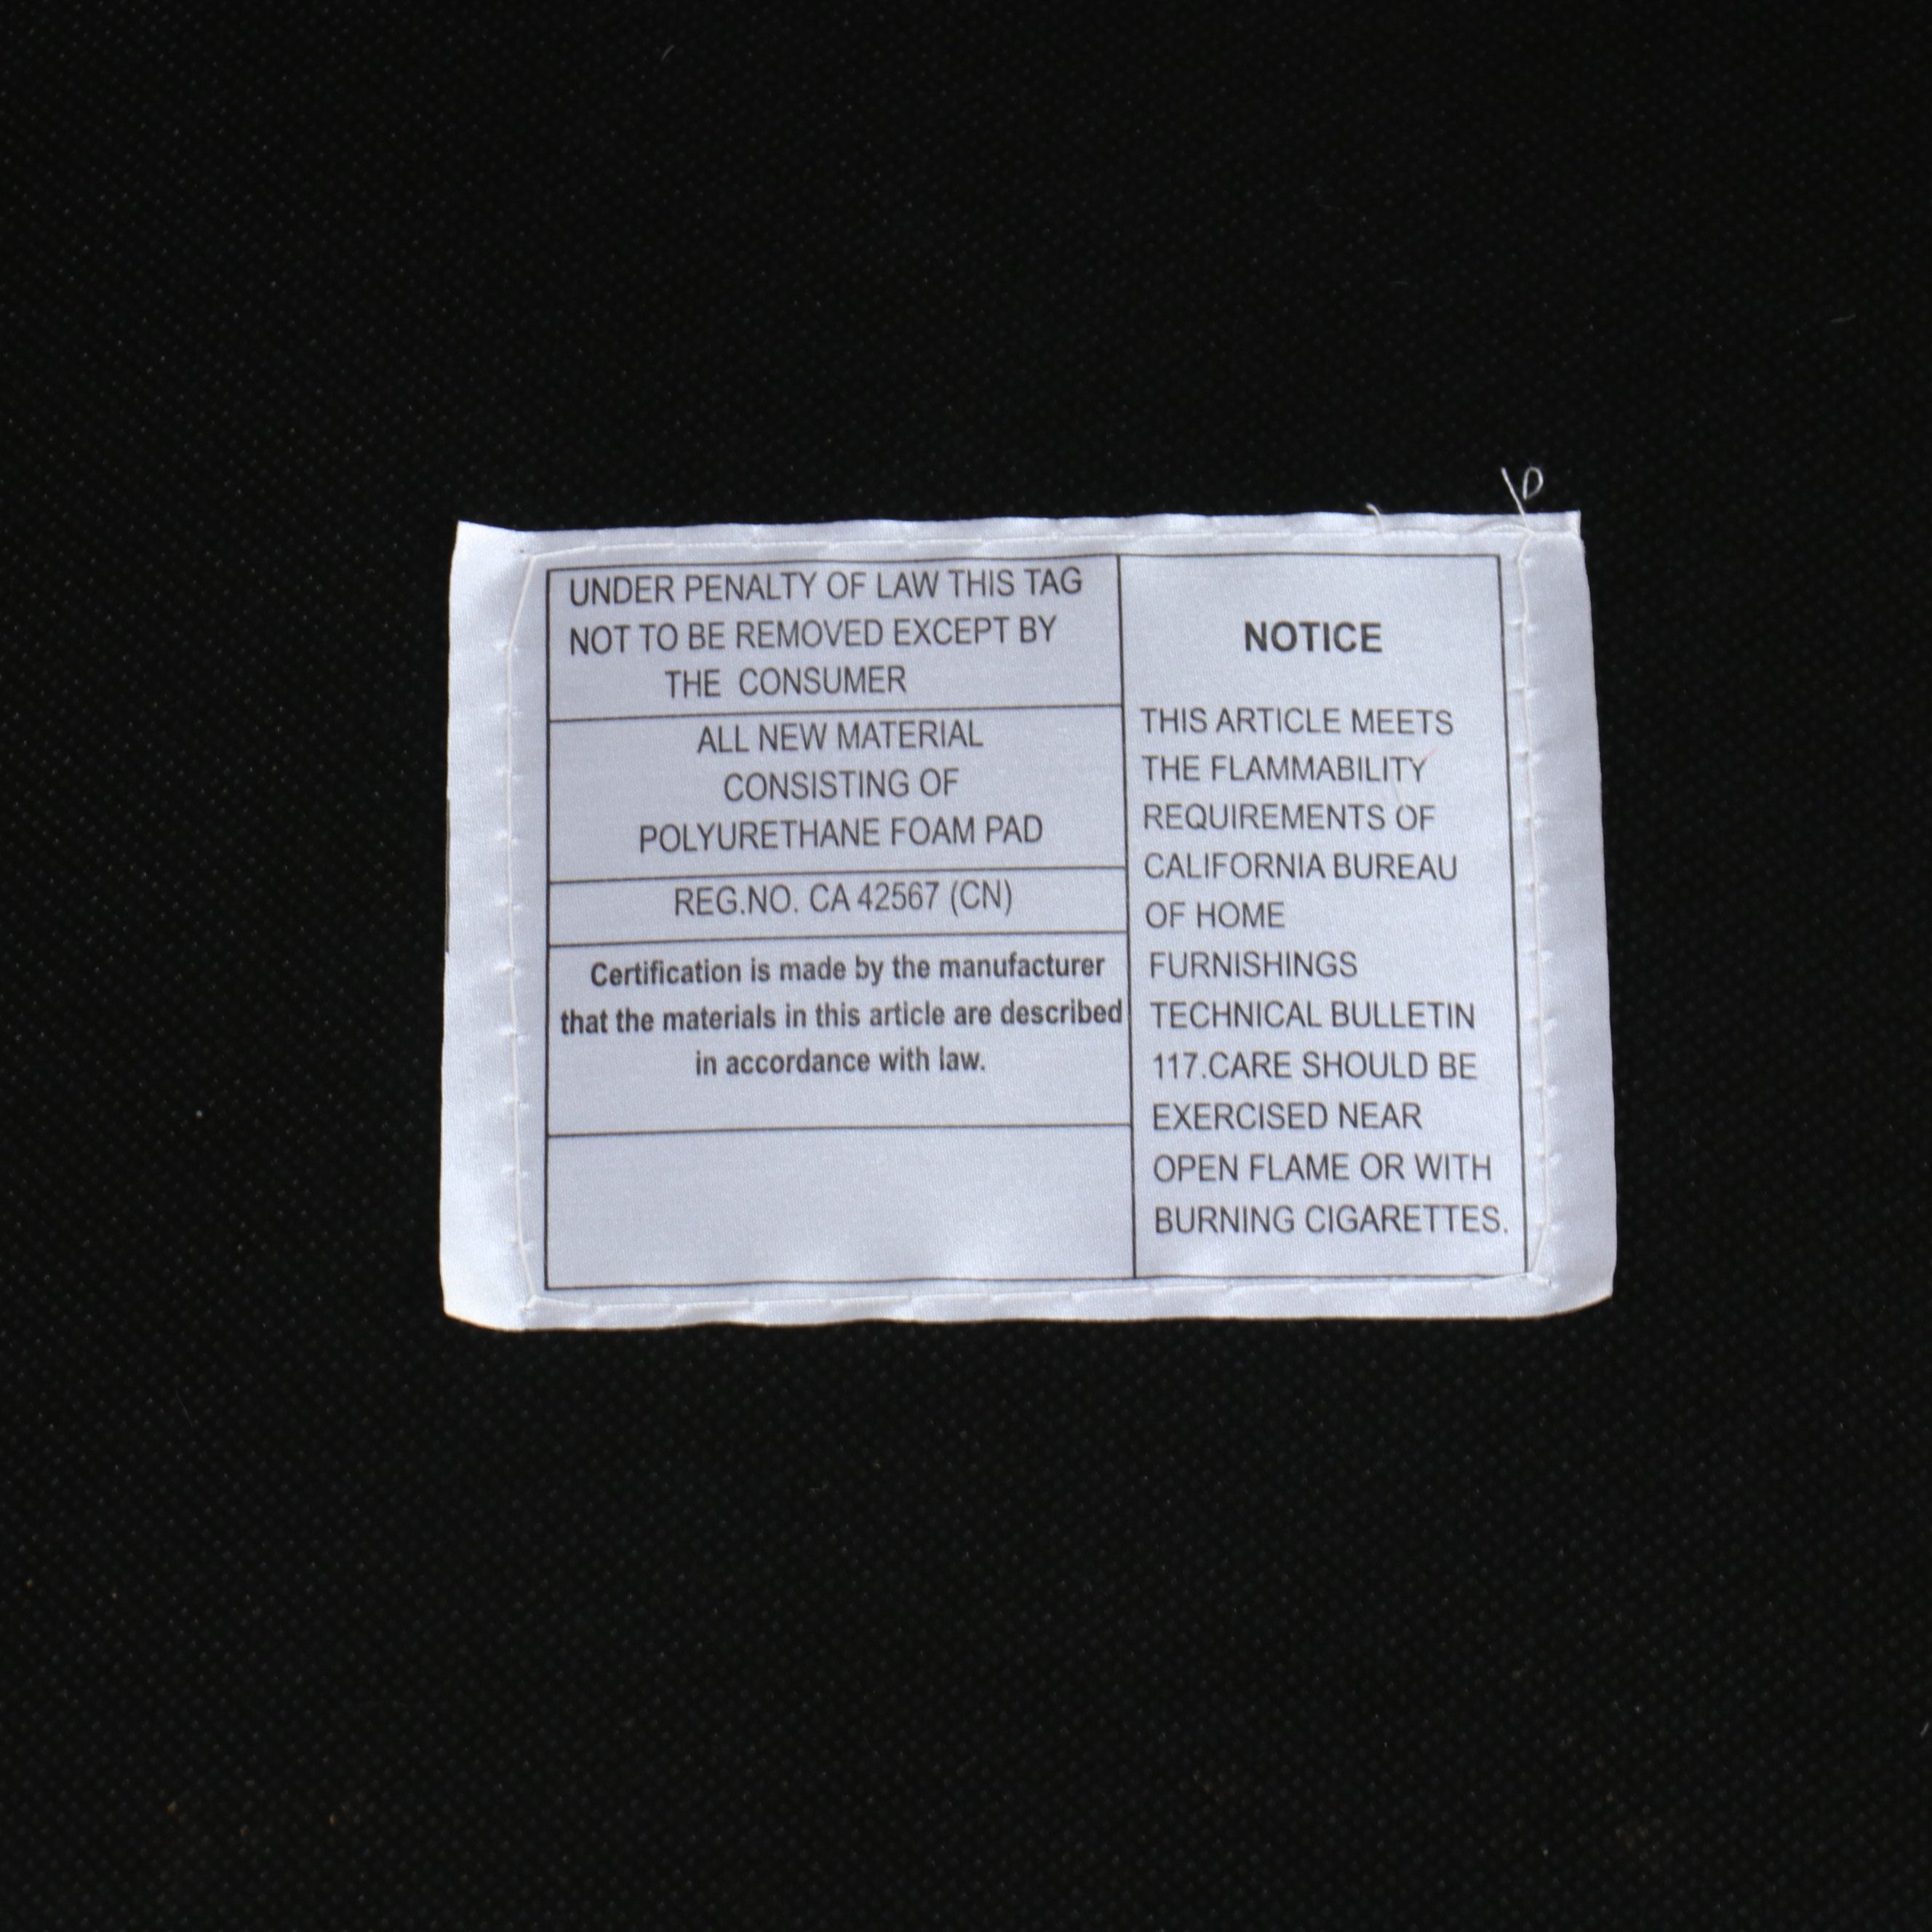 UNDER PENALTY OF LAW THIS TAG
NOT TO BE REMOVED EXCEPT BY
THE CONSUMER
ALL NEW MATERIAL
CONSISTING OF
POLYURETHANE FOAM PAD
REG.NO. CA 42567 (CN)
Certification is made by the manufacturer
that the materials in this article are described
in accordance with law.
NOTICE
THIS ARTICLE MEETS
THE FLAMMABILITY
REQUIREMENTS OF
CALIFORNIA BUREAU
OF HOME
FURNISHINGS
TECHNICAL BULLETIN
117.CARE SHOULD BE
EXERCISED NEAR
OPEN FLAME OR WITH
BURNING CIGARETTES.